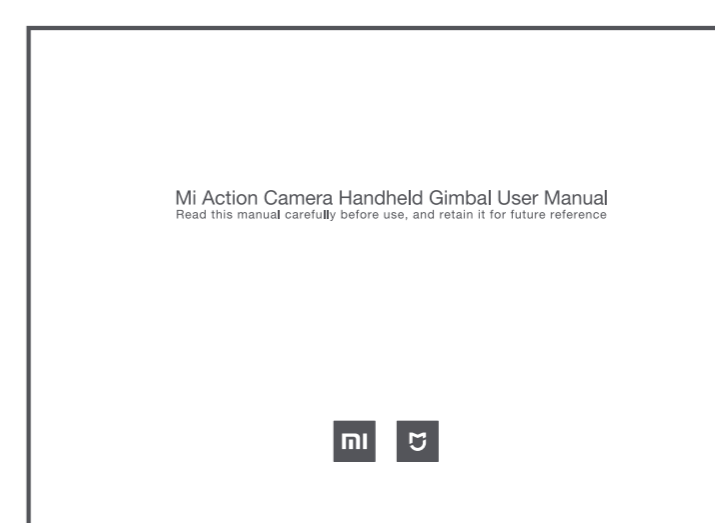 Mi Action Camera Handheld Gimbal User Manual
Read this manual carefully before use, and retain it for future reference
mi